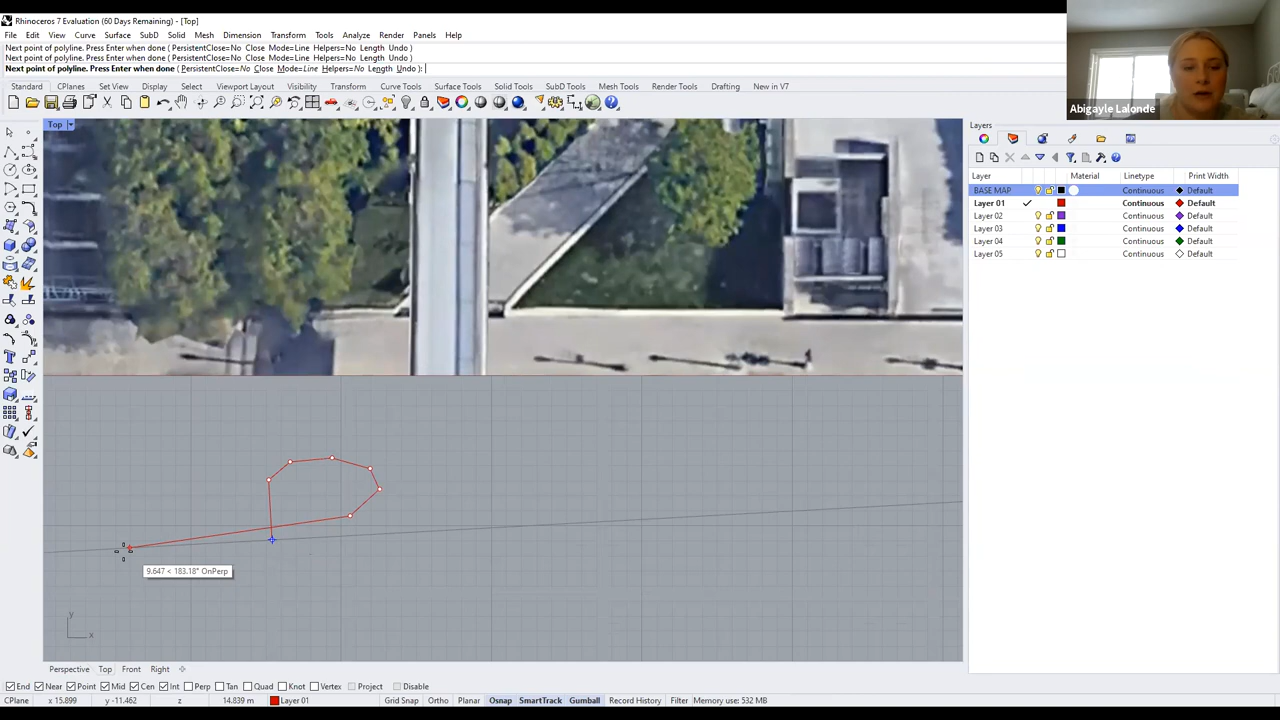 Rhinoceros 7 Evaluation (60 Days Remaining) - [Top]
File Edit View Curve Surface SubD Solid Mesh Dimension Transform Tools Analyze Render Panels Help
Next point of polyline. Press Enter when done ( PersistentClose=No Close Mode=Line Helpers=No Length Undo )
Next point of polyline. Press Enter when done ( PersistentClose=No Close Mode=Line Helpers=No Length Undo )
Next point of polyline. Press Enter when done ( PersistentClose=No Close Mode=Line Helpers=No Length Undo ):
Standard CPlanes Set View Display Select Viewport Layout Visibility Transform Curve Tools Surface Tools Solid Tools SubD Tools Mesh Tools Render Tools Drafting New in V7
Abigayle Lalonde
Top
Layers
Layer Material Linetype Print Width
BASE MAP Continuous Default
Layer 01 Continuous Default
Layer 02 Continuous Default
Layer 03 Continuous Default
Layer 04 Continuous Default
Layer 05 Continuous Default
9.647 < 183.18° OnPerp
y
x
Perspective Top Front Right
End Near Point Mid Cen Int Perp Tan Quad Knot Vertex Project Disable
CPlane x 15.899 y -11.462 z 14.839 m Layer 01 Grid Snap Ortho Planar Osnap SmartTrack Gumball Record History Filter Memory use: 532 MB